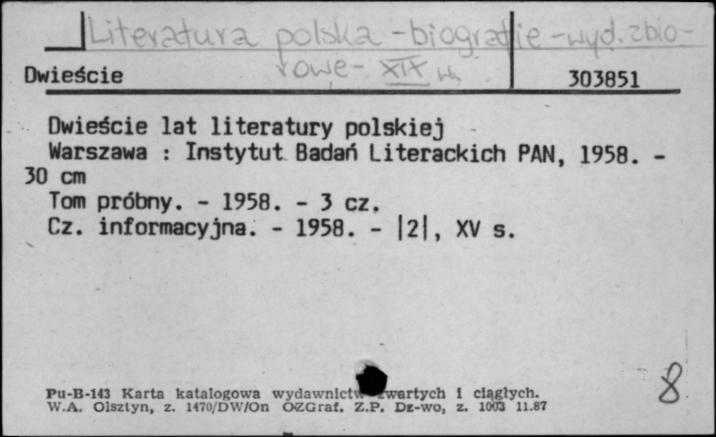 Literatura polska - biografie - wyd. zbio-
rowe - XIX w.
Dwieście 303851
Dwieście lat literatury polskiej
Warszawa : Instytut Badań Literackich PAN, 1958. -
30 cm
Tom próbny. - 1958. - 3 cz.
Cz. informacyjna. - 1958. - |2|, XV s.
8
Pu-B-143 Karta katalogowa wydawnictw zwartych i ciągłych.
W.A. Olsztyn, z. 1470/DW/On OZGraf. Z.P. Dz-wo, z. 1003 11.87